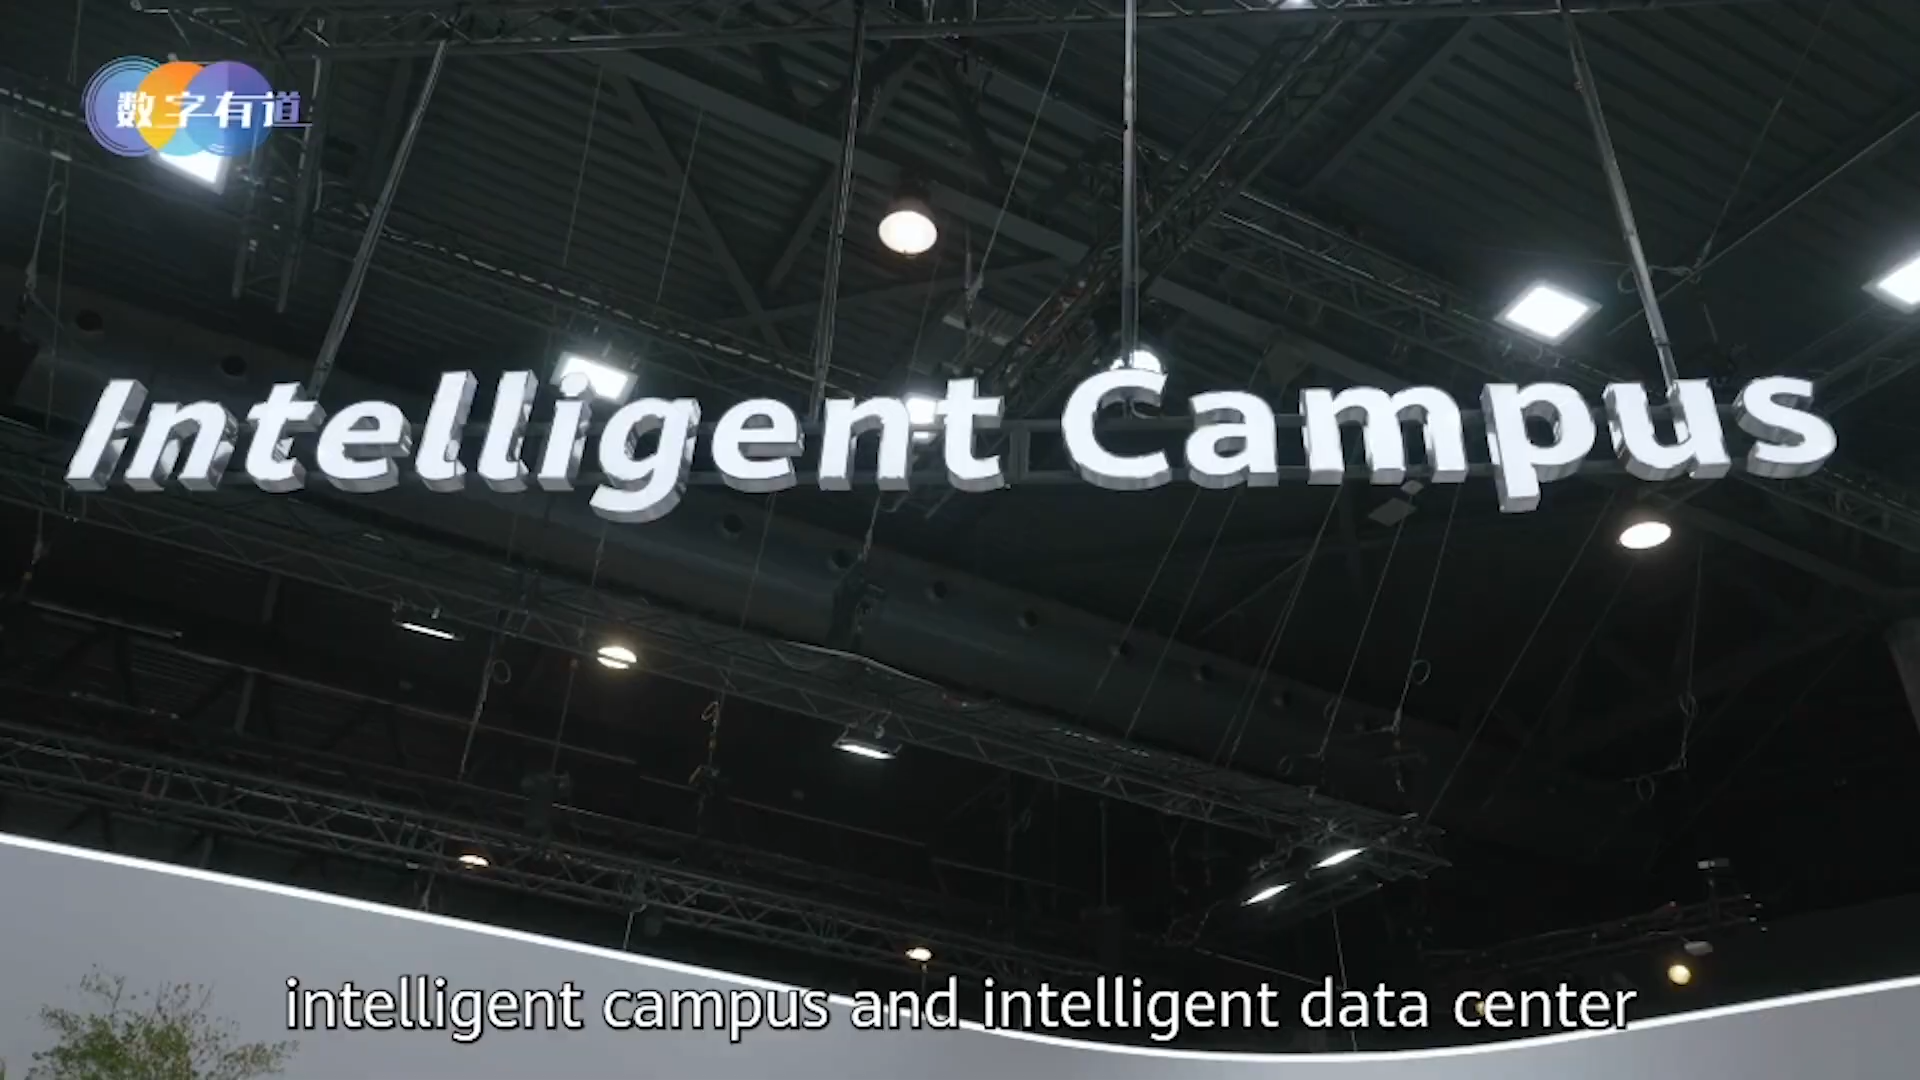 数字有道
Intelligent Campus
intelligent campus and intelligent data center